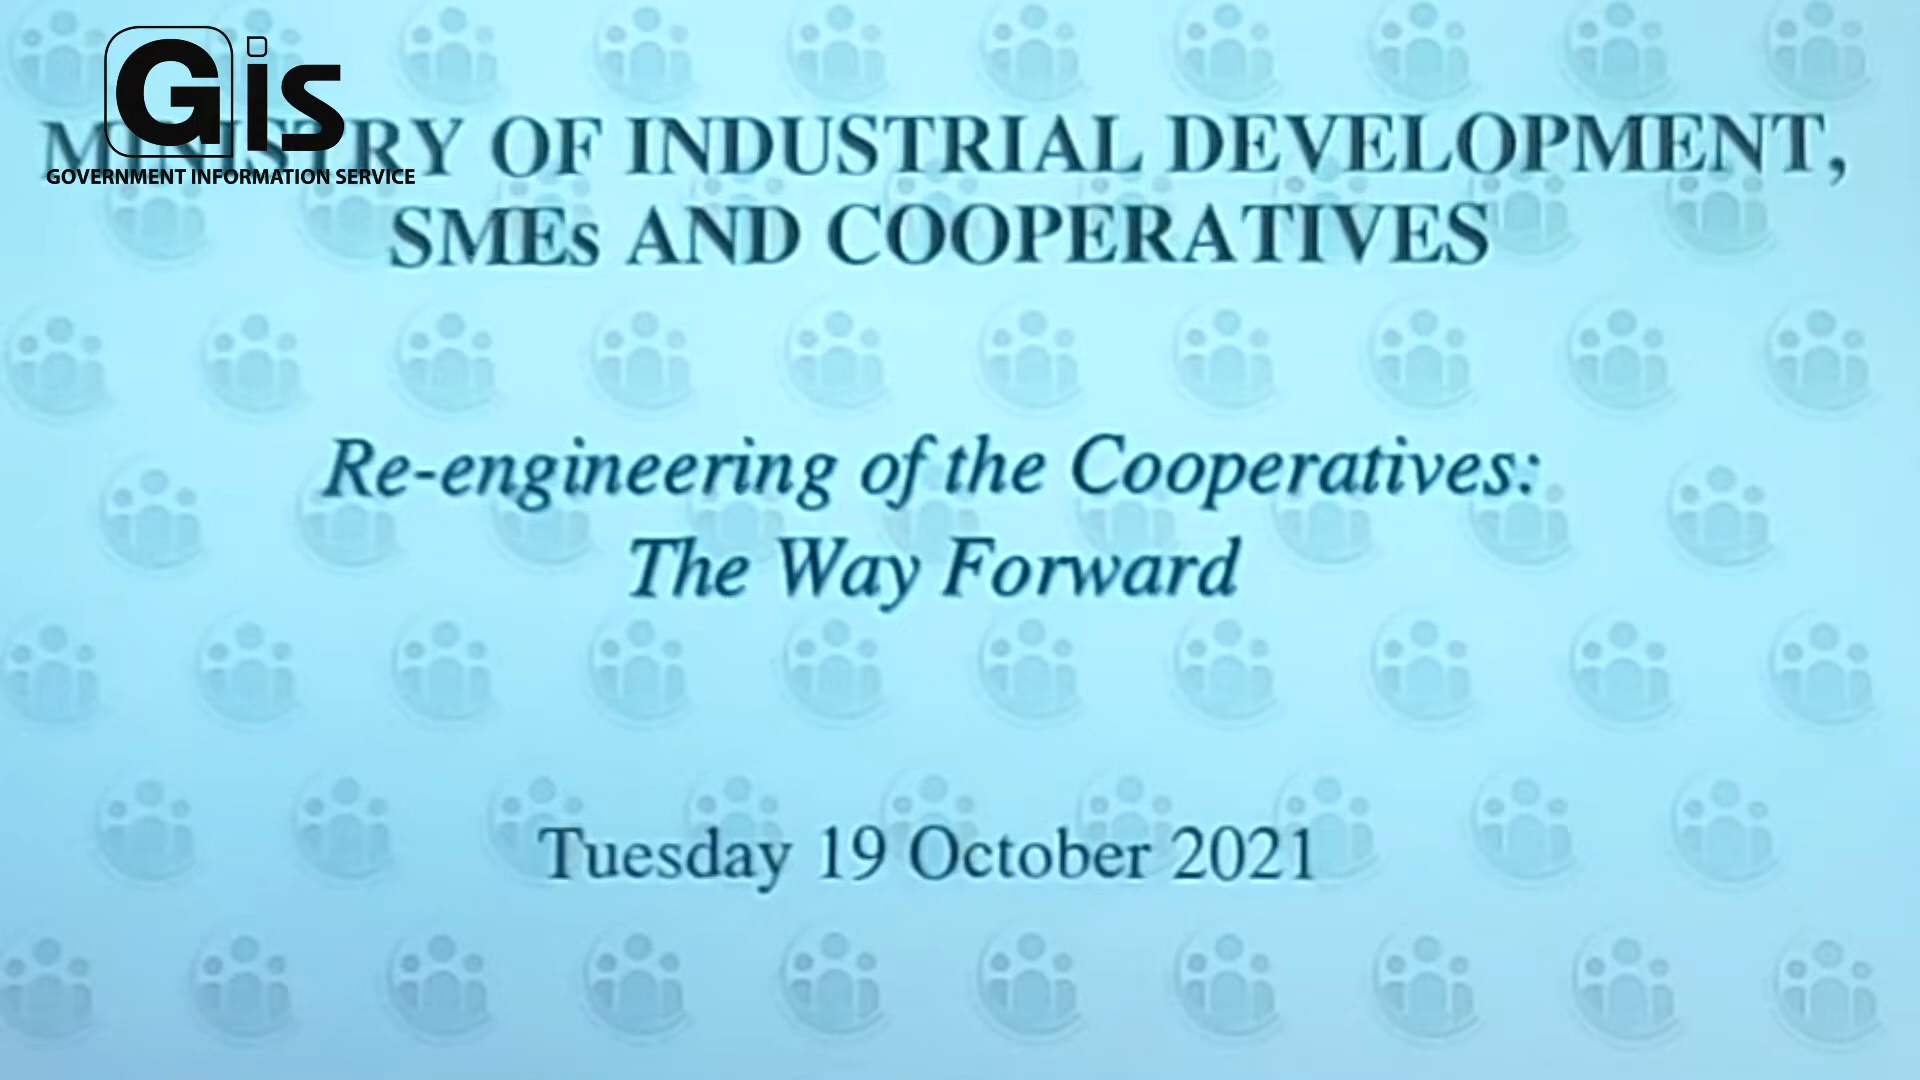 Gis
GOVERNMENT INFORMATION SERVICE
MINISTRY OF INDUSTRIAL DEVELOPMENT,
SMEs AND COOPERATIVES
Re-engineering of the Cooperatives:
The Way Forward
Tuesday 19 October 2021